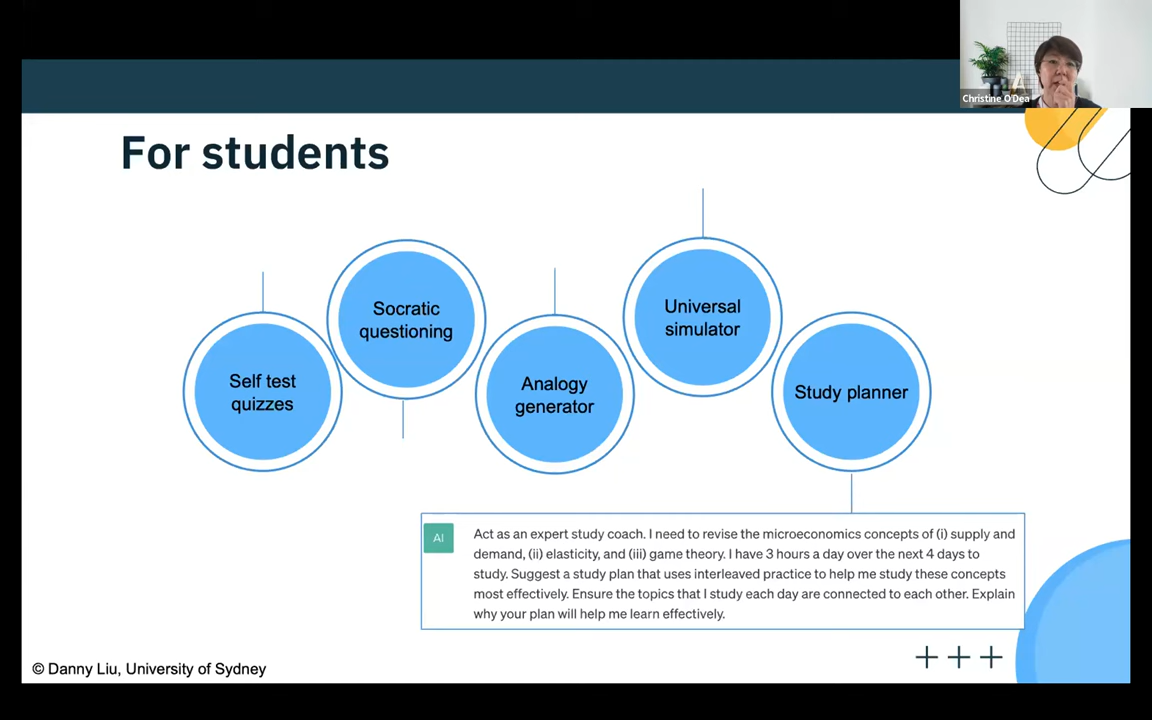 Christine O'Dea
For students
Socratic
questioning
Universal
simulator
Self test
quizzes
Analogy
generator
Study planner
AI
Act as an expert study coach. I need to revise the microeconomics concepts of (i) supply and
demand, (ii) elasticity, and (iii) game theory. I have 3 hours a day over the next 4 days to
study. Suggest a study plan that uses interleaved practice to help me study these concepts
most effectively. Ensure the topics that I study each day are connected to each other. Explain
why your plan will help me learn effectively.
© Danny Liu, University of Sydney